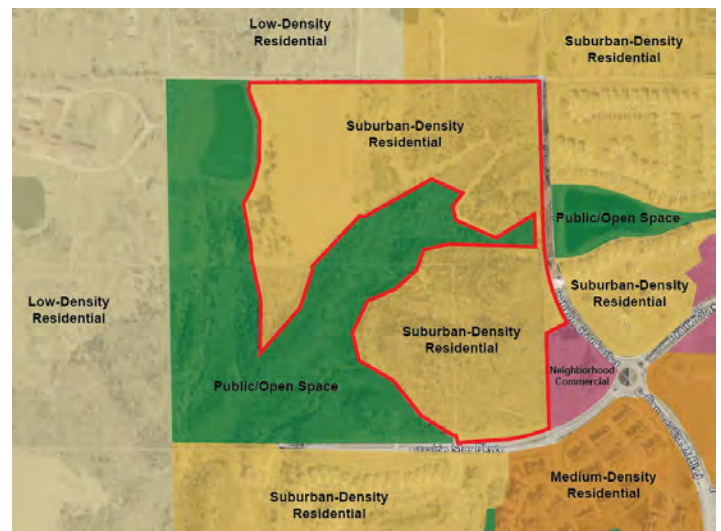 Low-Density
Residential
Suburban-Density
Residential
Suburban-Density
Residential
Public/Open Space
Suburban-Density
Residential
Low-Density
Residential
Suburban-Density
Residential
Neighborhood
Commercial
Public/Open Space
Suburban-Density
Residential
Medium-Density
Residential